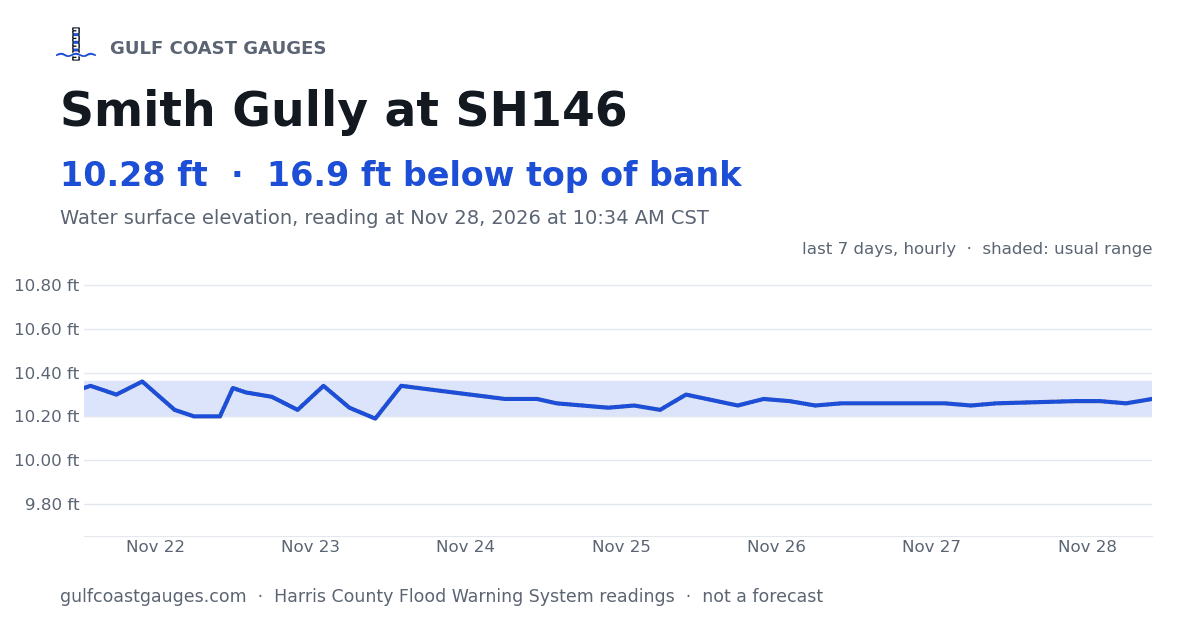 GULF COAST GAUGES
Smith Gully at SH146
10.28 ft · 16.9 ft below top of bank
Water surface elevation, reading at Nov 28, 2026 at 10:34 AM CST
last 7 days, hourly · shaded: usual range
10.80 ft
10.60 ft
10.40 ft
10.20 ft
10.00 ft
9.80 ft
Nov 22 Nov 23 Nov 24 Nov 25 Nov 26 Nov 27 Nov 28
gulfcoastgauges.com · Harris County Flood Warning System readings · not a forecast